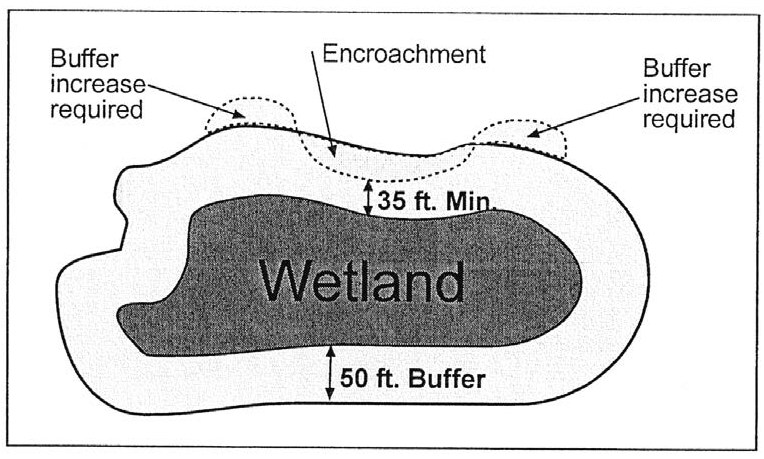 Buffer
increase
required
Encroachment
Buffer
increase
required
35 ft. Min.
Wetland
50 ft. Buffer